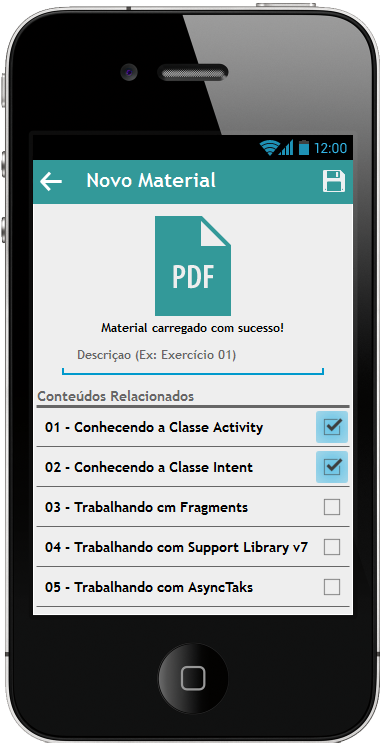 12:00
Novo Material
PDF
Material carregado com sucesso!
Descriçao (Ex: Exercício 01)
Conteúdos Relacionados
01 - Conhecendo a Classe Activity
02 - Conhecendo a Classe Intent
03 - Trabalhando cm Fragments
04 - Trabalhando com Support Library v7
05 - Trabalhando com AsyncTaks